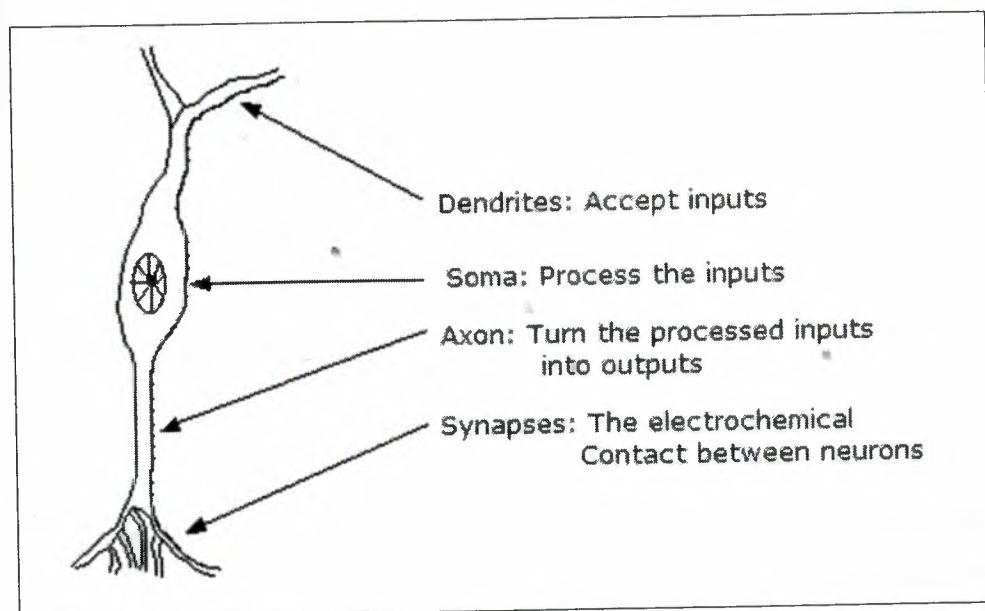 Dendrites: Accept inputs
Soma: Process the inputs
Axon: Turn the processed inputs
into outputs
Synapses: The electrochemical
Contact between neurons